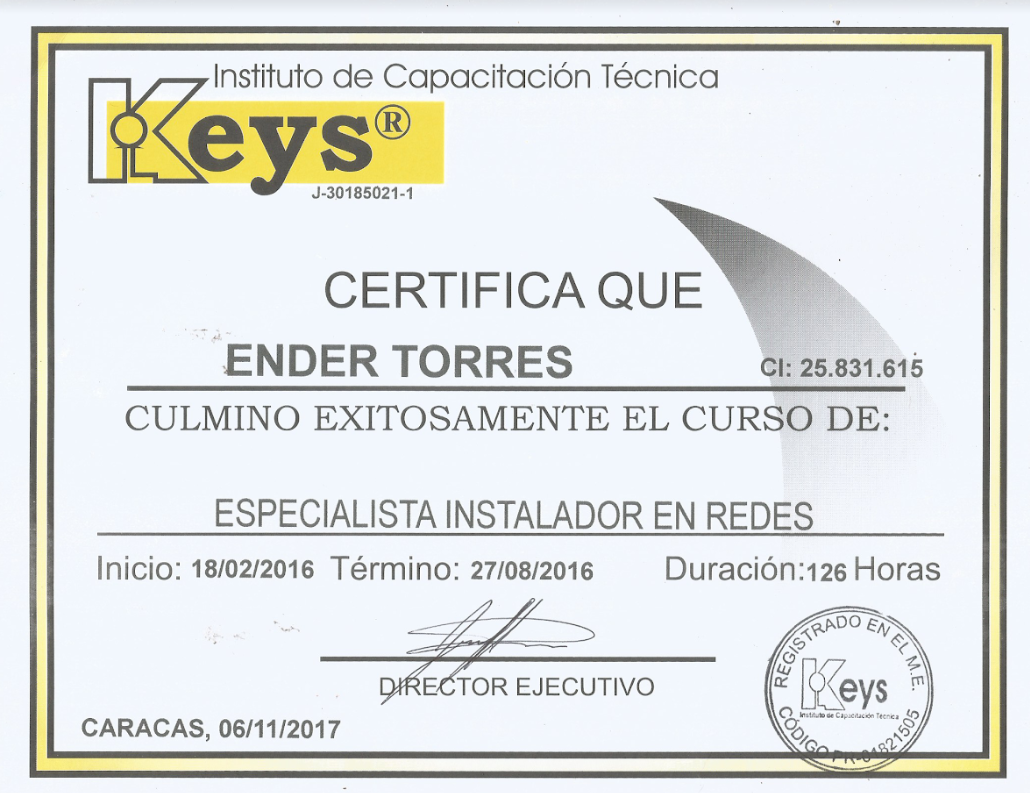 Instituto de Capacitación Técnica
Keys®
J-30185021-1
CERTIFICA QUE
ENDER TORRES CI: 25.831.615
CULMINO EXITOSAMENTE EL CURSO DE:
ESPECIALISTA INSTALADOR EN REDES
Inicio: 18/02/2016 Término: 27/08/2016 Duración:126 Horas
DIRECTOR EJECUTIVO
CARACAS, 06/11/2017
REGISTRADO EN EL M.E.
Keys
Instituto de Capacitación Técnica
CÓDIGO PR-01821505